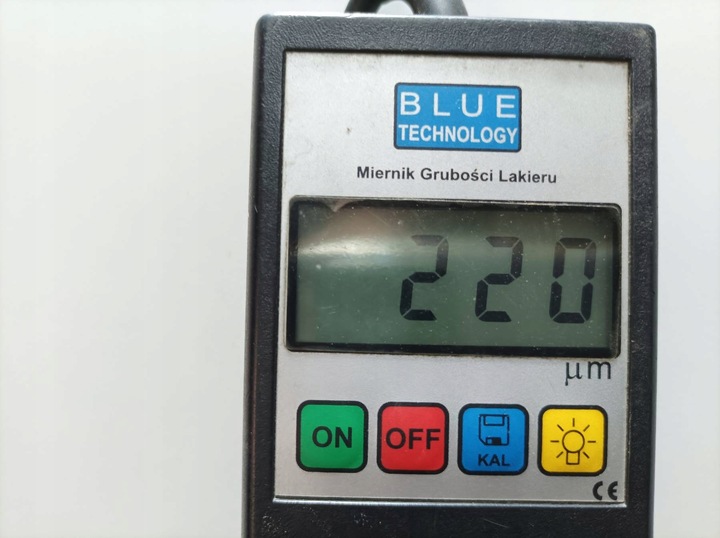 BLUE
TECHNOLOGY
Miernik Grubości Lakieru
220
μm
ON
OFF
KAL
CE